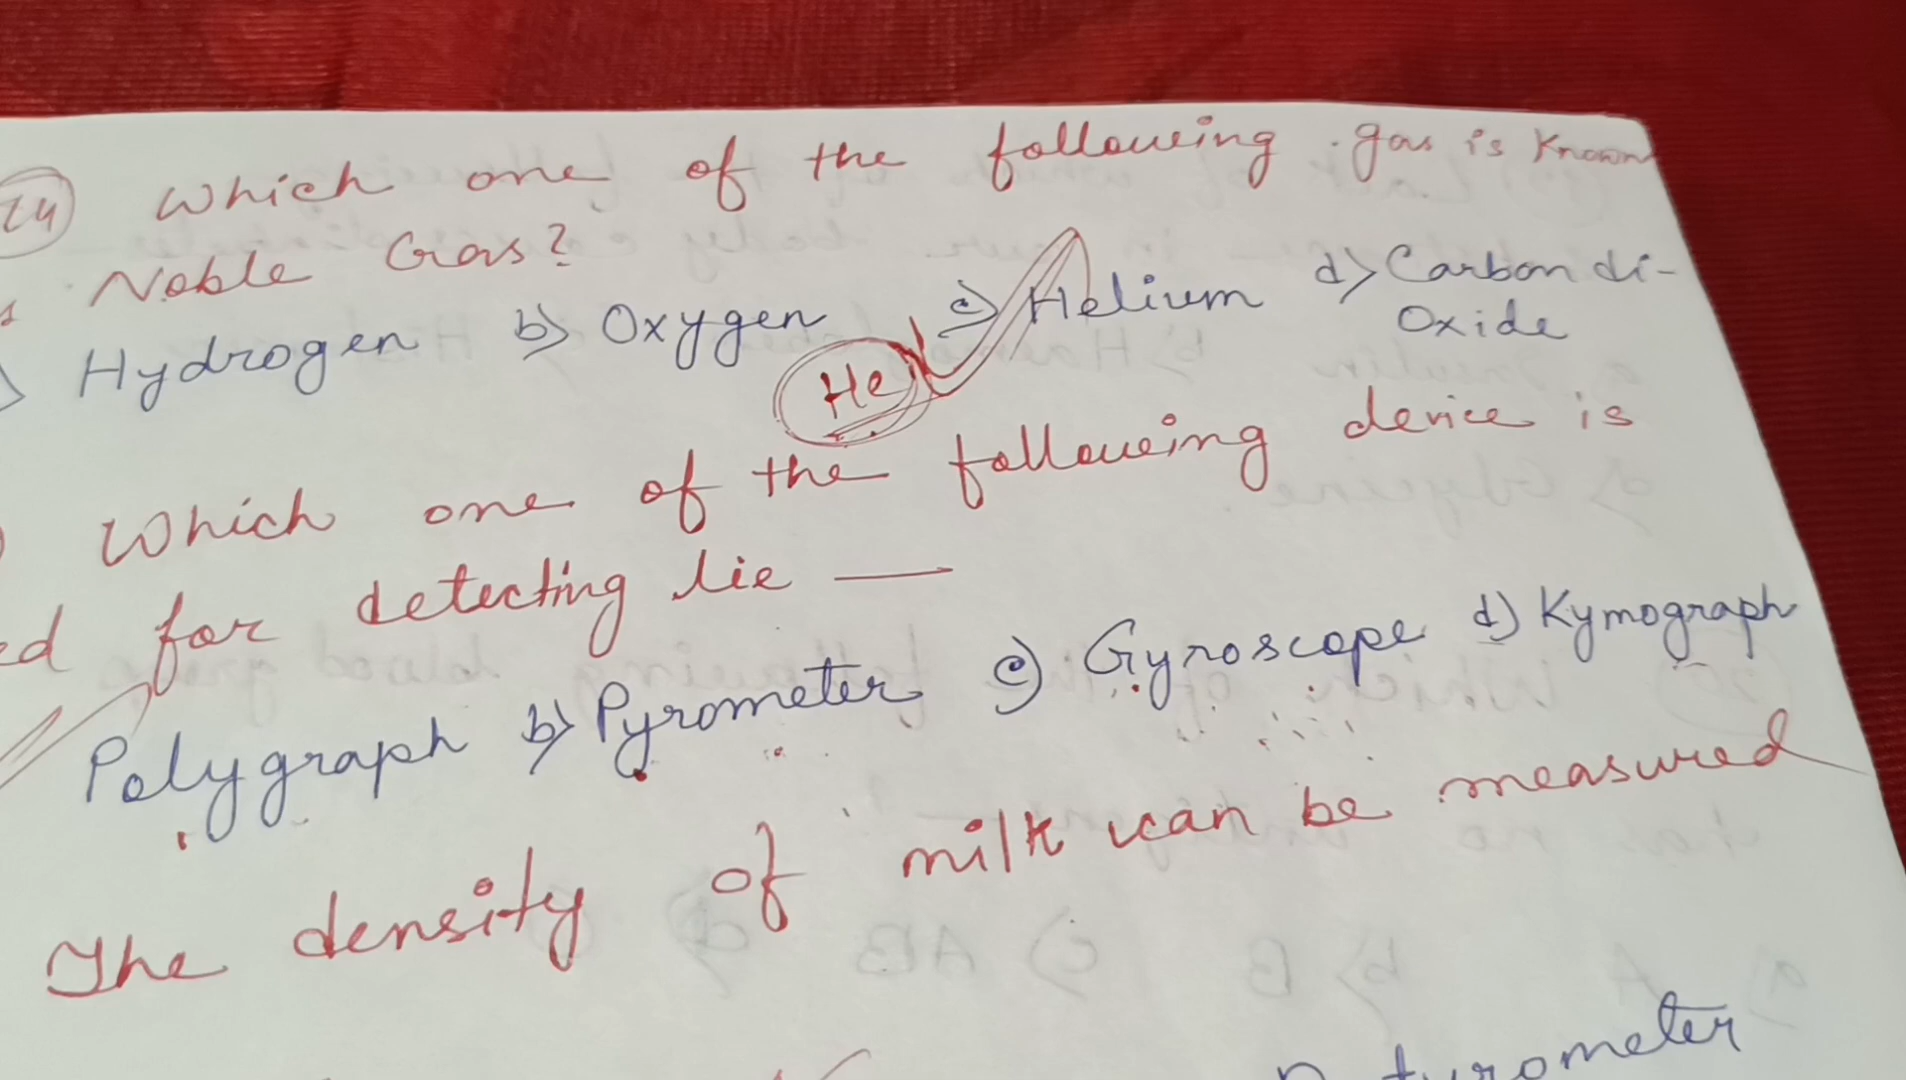 24 Which one of the following gas is known
Noble Gas?
Hydrogen b) Oxygen c) Helium d) Carbon di-
Oxide
He
Which one of the following device is
ed for detecting lie —
Polygraph b) Pyrometer c) Gyroscope d) Kymograph
The density of milk can be measured